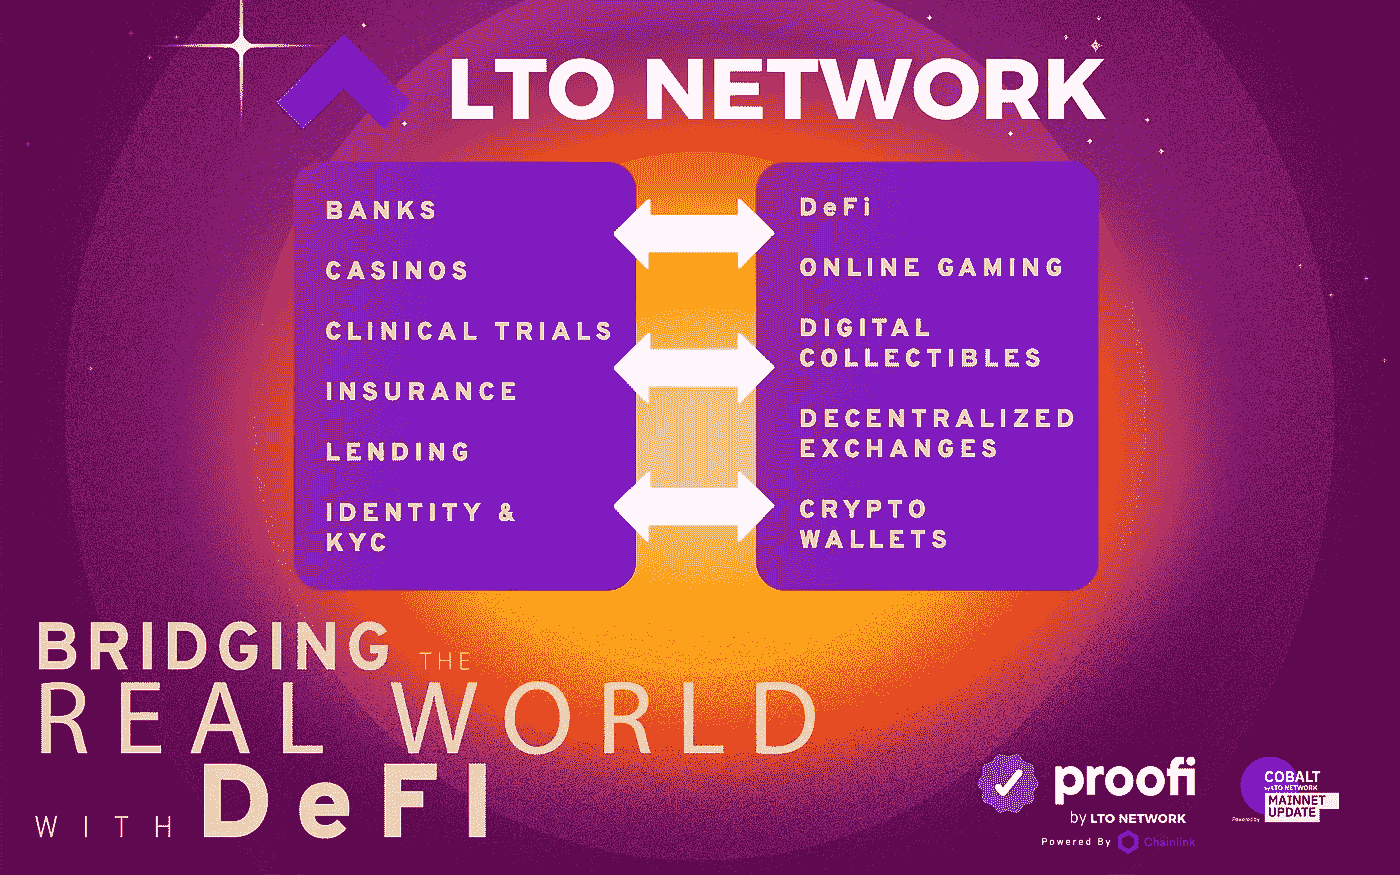 LTO NETWORK
BANKS
CASINOS
CLINICAL TRIALS
INSURANCE
LENDING
IDENTITY &
KYC
DeFi
ONLINE GAMING
DIGITAL
COLLECTIBLES
DECENTRALIZED
EXCHANGES
CRYPTO
WALLETS
BRIDGING THE
REAL WORLD
WITH DeFi
proofi
by LTO NETWORK
Powered By Chainlink
COBALT
by LTO NETWORK
MAINNET
UPDATE
Powered by